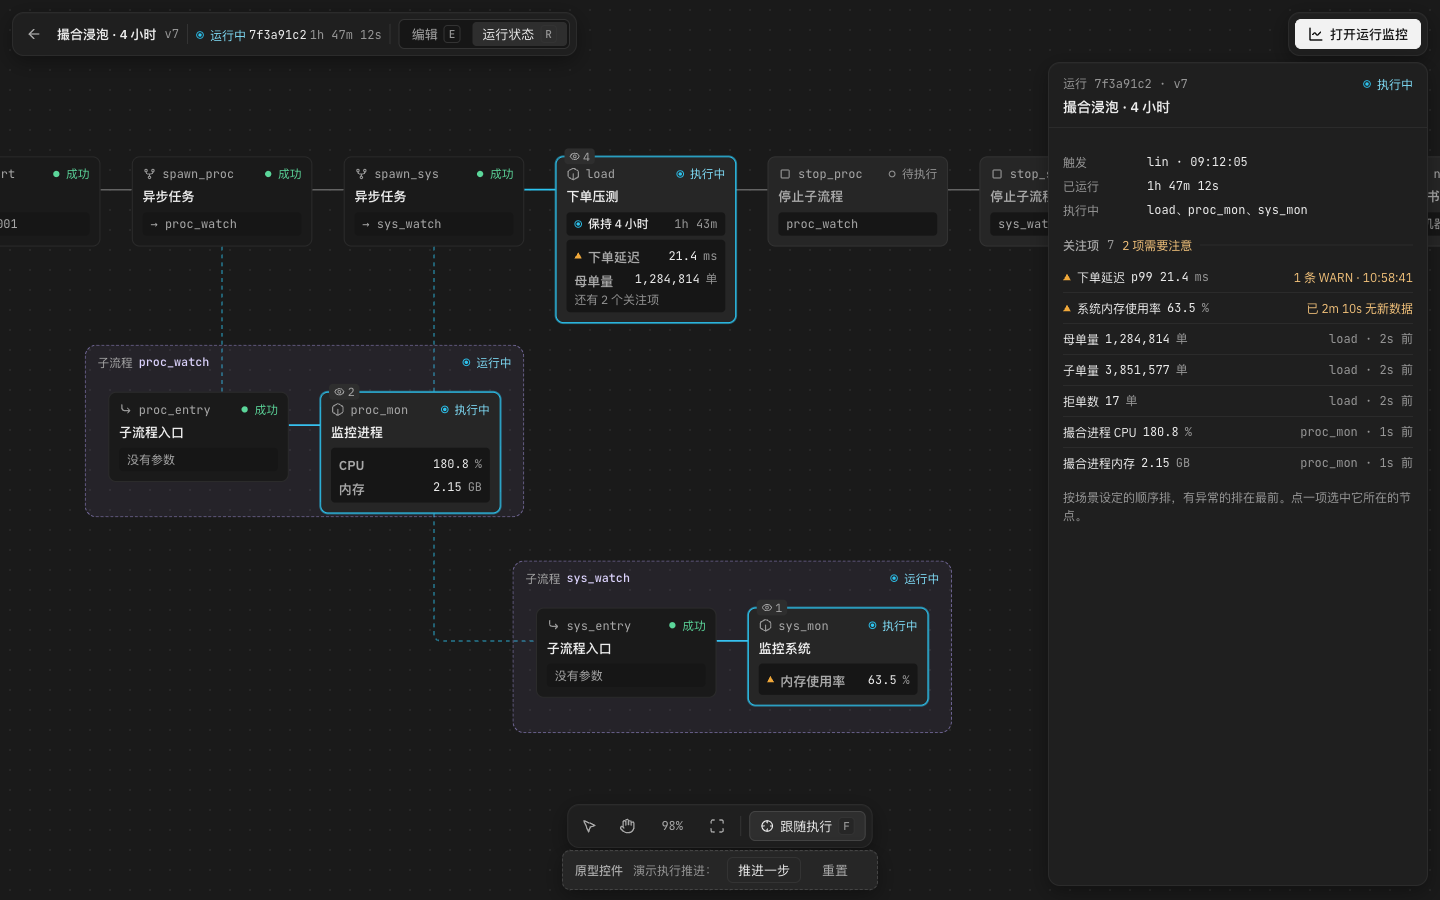 撮合浸泡 · 4 小时 v7 运行中 7f3a91c2 1h 47m 12s 编辑 E 运行状态 R
打开运行监控
rt 成功
001
spawn_proc 成功
异步任务
→ proc_watch
spawn_sys 成功
异步任务
→ sys_watch
4
load 执行中
下单压测
保持 4 小时 1h 43m
下单延迟 21.4 ms
母单量 1,284,814 单
还有 2 个关注项
stop_proc 待执行
停止子流程
proc_watch
stop_s
停止子流程
sys_wat
子流程 proc_watch 运行中
proc_entry 成功
子流程入口
没有参数
2
proc_mon 执行中
监控进程
CPU 180.8 %
内存 2.15 GB
子流程 sys_watch 运行中
sys_entry 成功
子流程入口
没有参数
1
sys_mon 执行中
监控系统
内存使用率 63.5 %
运行 7f3a91c2 · v7 执行中
撮合浸泡 · 4 小时
触发 lin · 09:12:05
已运行 1h 47m 12s
执行中 load、proc_mon、sys_mon
关注项 7 2 项需要注意
下单延迟 p99 21.4 ms 1 条 WARN · 10:58:41
系统内存使用率 63.5 % 已 2m 10s 无新数据
母单量 1,284,814 单 load · 2s 前
子单量 3,851,577 单 load · 2s 前
拒单数 17 单 load · 2s 前
撮合进程 CPU 180.8 % proc_mon · 1s 前
撮合进程内存 2.15 GB proc_mon · 1s 前
按场景设定的顺序排，有异常的排在最前。点一项选中它所在的节
点。
98% 跟随执行 F
原型控件 演示执行推进： 推进一步 重置